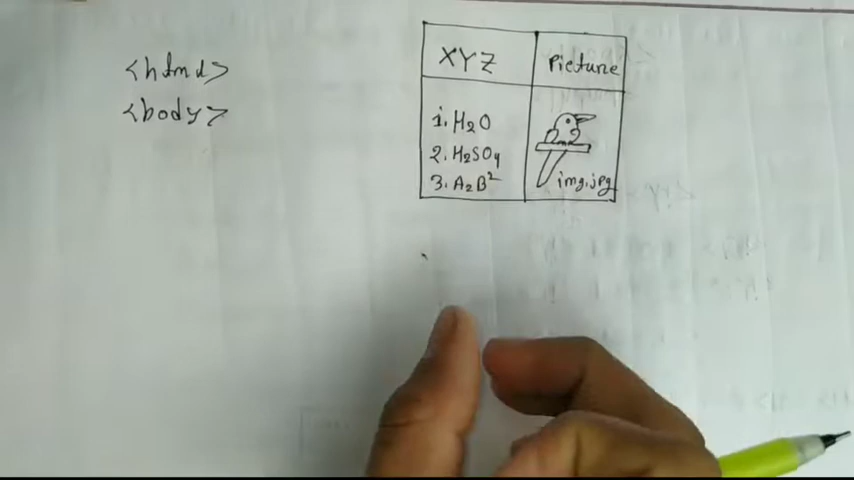 <html>
<body>
XYZ
Picture
1. H₂O
2. H₂SO₄
3. A₂B²
img.jpg